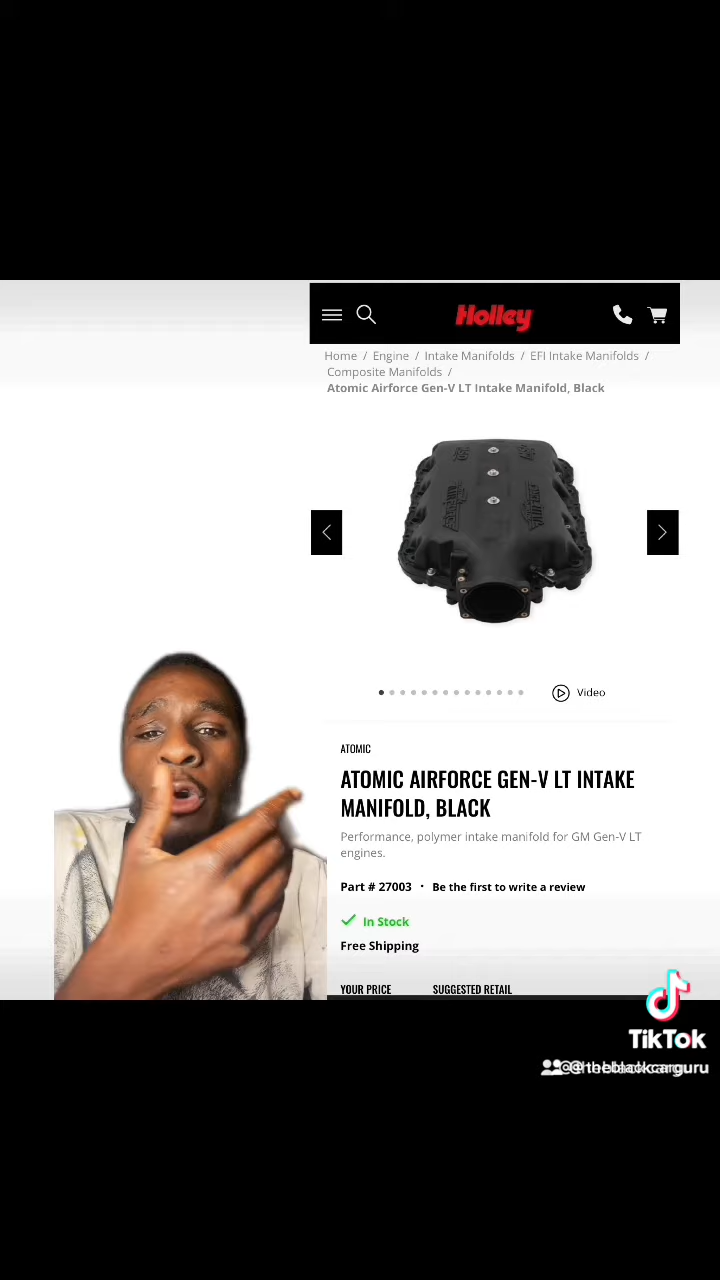 Holley
Home / Engine / Intake Manifolds / EFI Intake Manifolds /
Composite Manifolds /
Atomic Airforce Gen-V LT Intake Manifold, Black
Video
ATOMIC
ATOMIC AIRFORCE GEN-V LT INTAKE
MANIFOLD, BLACK
Performance, polymer intake manifold for GM Gen-V LT
engines.
Part # 27003 · Be the first to write a review
In Stock
Free Shipping
YOUR PRICE SUGGESTED RETAIL
TikTok